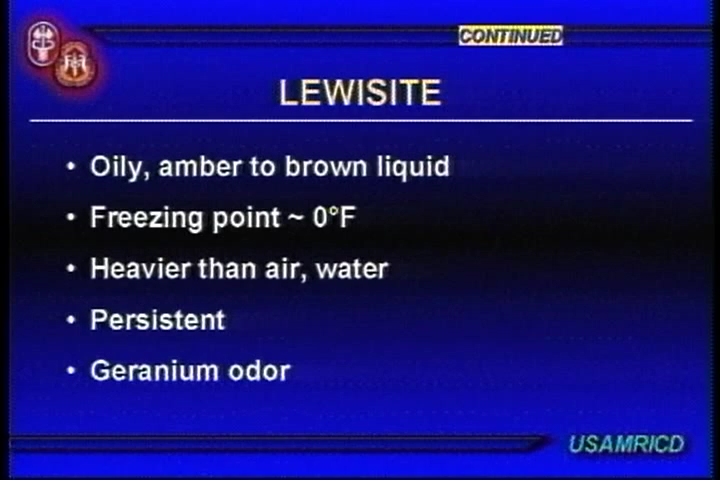 CONTINUED
LEWISITE
• Oily, amber to brown liquid
• Freezing point ~ 0°F
• Heavier than air, water
• Persistent
• Geranium odor
USAMRICD